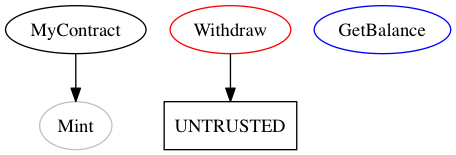 MyContract
Withdraw
GetBalance
Mint
UNTRUSTED